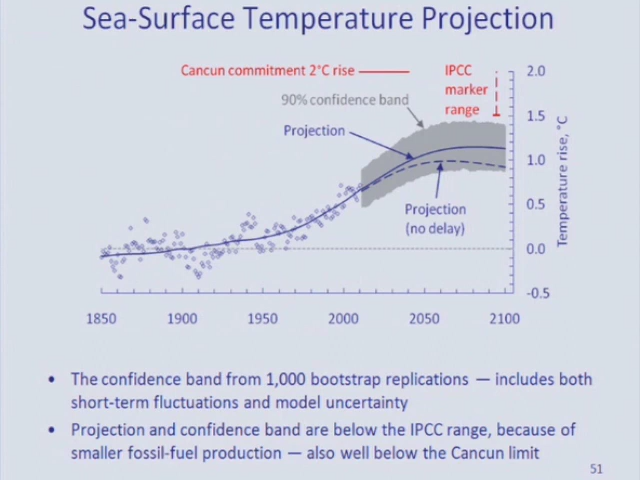 Sea-Surface Temperature Projection
Cancun commitment 2°C rise
IPCC
marker
range
90% confidence band
Projection
Projection
(no delay)
2.0
1.5
1.0
0.5
0.0
-0.5
Temperature rise, °C
1850 1900 1950 2000 2050 2100
• The confidence band from 1,000 bootstrap replications — includes both
short-term fluctuations and model uncertainty
• Projection and confidence band are below the IPCC range, because of
smaller fossil-fuel production — also well below the Cancun limit
51